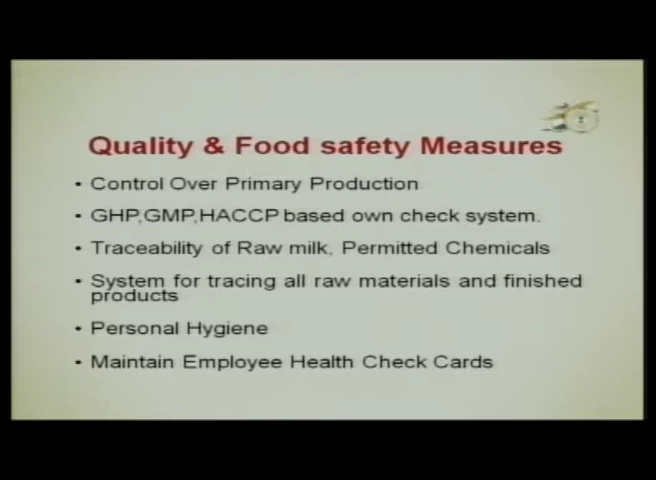 Quality & Food safety Measures
• Control Over Primary Production
• GHP,GMP,HACCP based own check system.
• Traceability of Raw milk, Permitted Chemicals
• System for tracing all raw materials and finished
products
• Personal Hygiene
• Maintain Employee Health Check Cards